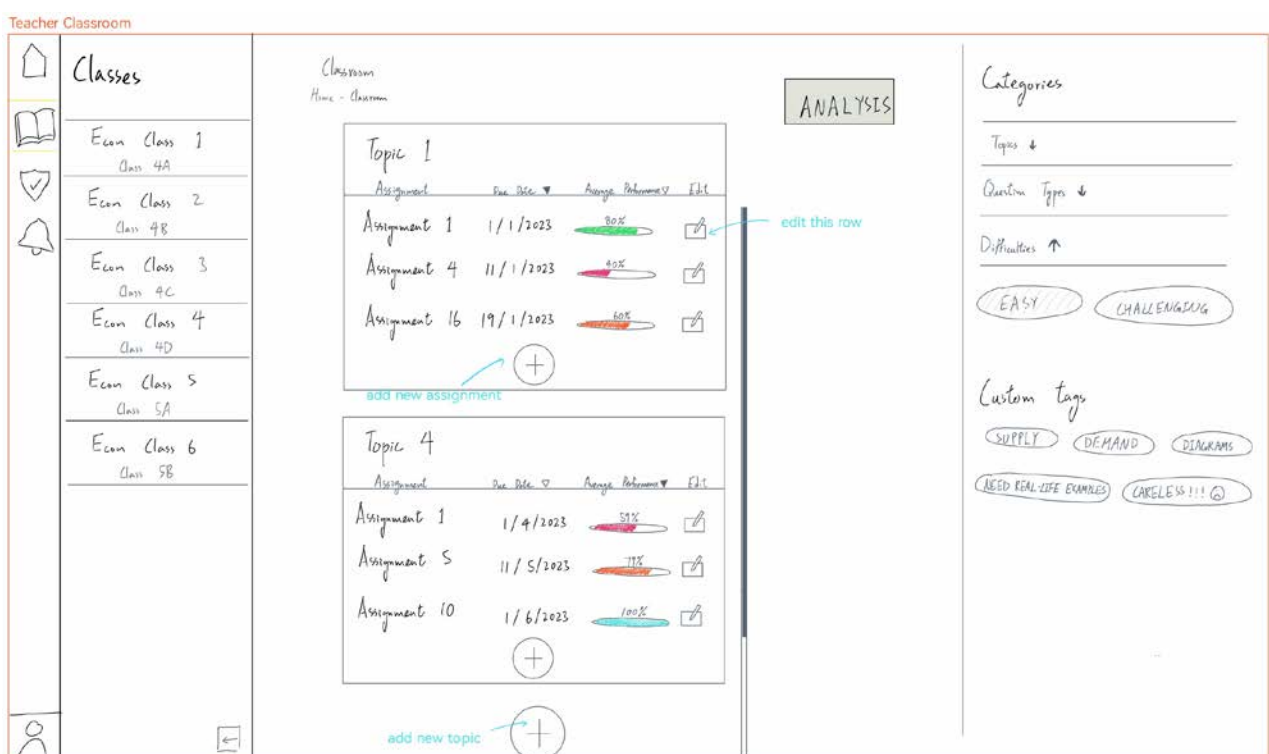 Teacher Classroom
Classes
Econ Class 1
Class 4A
Econ Class 2
Class 4B
Econ Class 3
Class 4C
Econ Class 4
Class 4D
Econ Class 5
Class 5A
Econ Class 6
Class 5B
Classroom
Home - Classroom
ANALYSIS
Topic 1
Assignment Due Date ▼ Average Performance ▽ Edit
Assignment 1 1/1/2023 80%
edit this row
Assignment 4 11/1/2023 40%
Assignment 16 19/1/2023 60%
+
add new assignment
Topic 4
Assignment Due Date ▽ Average Performance ▼ Edit
Assignment 1 1/4/2023 59%
Assignment 5 11/5/2023 79%
Assignment 10 1/6/2023 100%
+
add new topic
+
Categories
Topics ↓
Question Types ↓
Difficulties ↑
EASY CHALLENGING
Custom tags
SUPPLY DEMAND DIAGRAMS
NEED REAL-LIFE EXAMPLES CARELESS!!! ☹